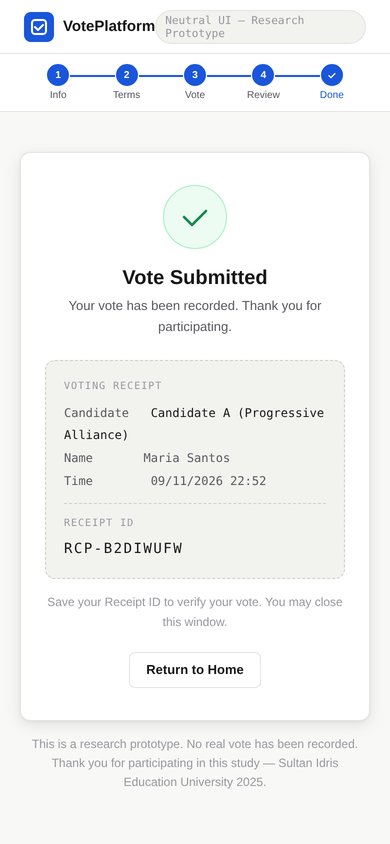 VotePlatform
Neutral UI – Research
Prototype
1
2
3
4
Info
Terms
Vote
Review
Done
Vote Submitted
Your vote has been recorded. Thank you for
participating.
VOTING RECEIPT
Candidate Candidate A (Progressive
Alliance)
Name Maria Santos
Time 09/11/2026 22:52
RECEIPT ID
RCP-B2DIWUFW
Save your Receipt ID to verify your vote. You may close
this window.
Return to Home
This is a research prototype. No real vote has been recorded.
Thank you for participating in this study — Sultan Idris
Education University 2025.